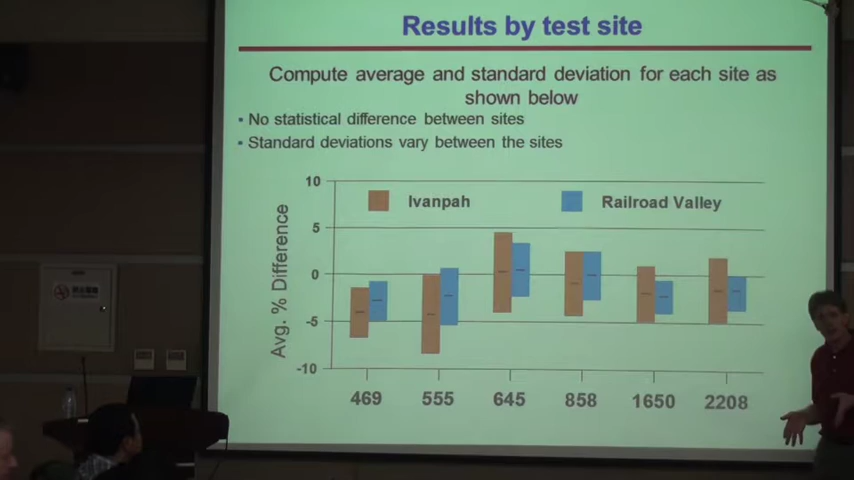 Results by test site
Compute average and standard deviation for each site as
shown below
• No statistical difference between sites
• Standard deviations vary between the sites
10
5
0
-5
-10
Avg. % Difference
Ivanpah
Railroad Valley
469 555 645 858 1650 2208